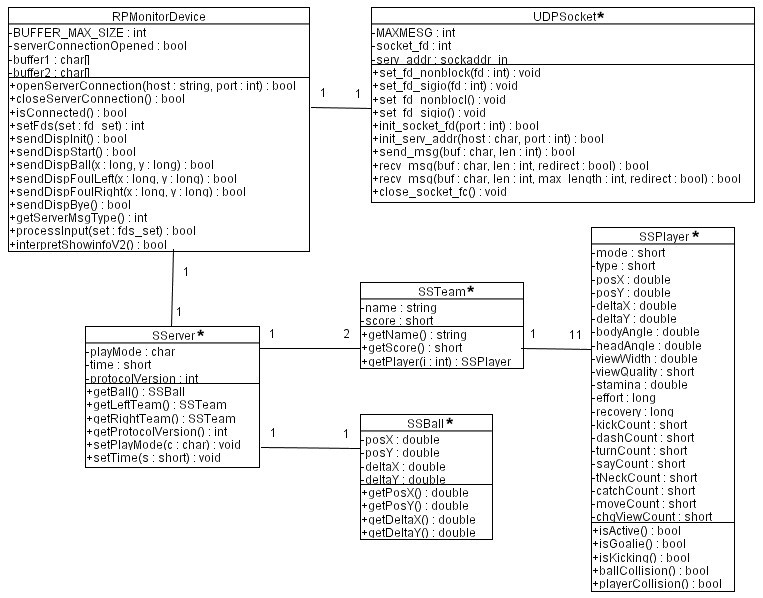 RPMonitorDevice
-BUFFER_MAX_SIZE : int
-serverConnectionOpened : bool
-buffer1 : char[]
-buffer2 : char[]
+openServerConnection(host : string, port : int) : bool
+closeServerConnection() : bool
+isConnected() : bool
+setFds(set : fd_set) : int
+sendDispInit() : bool
+sendDispStart() : bool
+sendDispBall(x : long, y : long) : bool
+sendDispFoulLeft(x : long, y : long) : bool
+sendDispFoulRight(x : long, y : long) : bool
+sendDispBye() : bool
+getServerMsgType() : int
+processInput(set : fds_set) : bool
+interpretShowinfoV2() : bool
1
1
UDPSocket*
-MAXMESG : int
-socket_fd : int
-serv_addr : sockaddr_in
+set_fd_nonblock(fd : int) : void
+set_fd_sigio(fd : int) : void
+set_fd_nonblocl() : void
+set_fd_sigio() : void
+init_socket_fd(port : int) : bool
+init_serv_addr(host : char, port : int) : bool
+send_msg(buf : char, len : int) : bool
+recv_msg(buf : char, len : int, redirect : bool) : bool
+recv_msg(buf : char, len : int, max_length : int, redirect : bool) : bool
+close_socket_fc() : void
1
1
SServer*
-playMode : char
-time : short
-protocolVersion : int
+getBall() : SSBall
+getLeftTeam() : SSTeam
+getRightTeam() : SSTeam
+getProtocolVersion() : int
+setPlayMode(c : char) : void
+setTime(s : short) : void
1
2
SSTeam*
-name : string
-score : short
+getName() : string
+getScore() : short
+getPlayer(i : int) : SSPlayer
1
11
1
1
SSBall*
-posX : double
-posY : double
-deltaX : double
-deltaY : double
+getPosX() : double
+getPosY() : double
+getDeltaX() : double
+getDeltaY() : double
SSPlayer*
-mode : short
-type : short
-posX : double
-posY : double
-deltaX : double
-deltaY : double
-bodyAngle : double
-headAngle : double
-viewWidth : double
-viewQuality : short
-stamina : double
-effort : long
-recovery : long
-kickCount : short
-dashCount : short
-turnCount : short
-sayCount : short
-tNeckCount : short
-catchCount : short
-moveCount : short
-chgViewCount : short
+isActive() : bool
+isGoalie() : bool
+isKicking() : bool
+ballCollision() : bool
+playerCollision() : bool